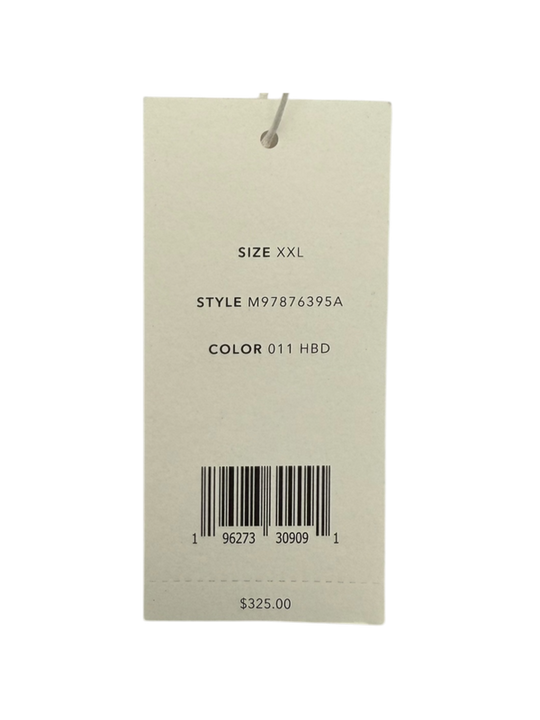 SIZE XXL
STYLE M97876395A
COLOR 011 HBD
1 96273 30909 1
$325.00